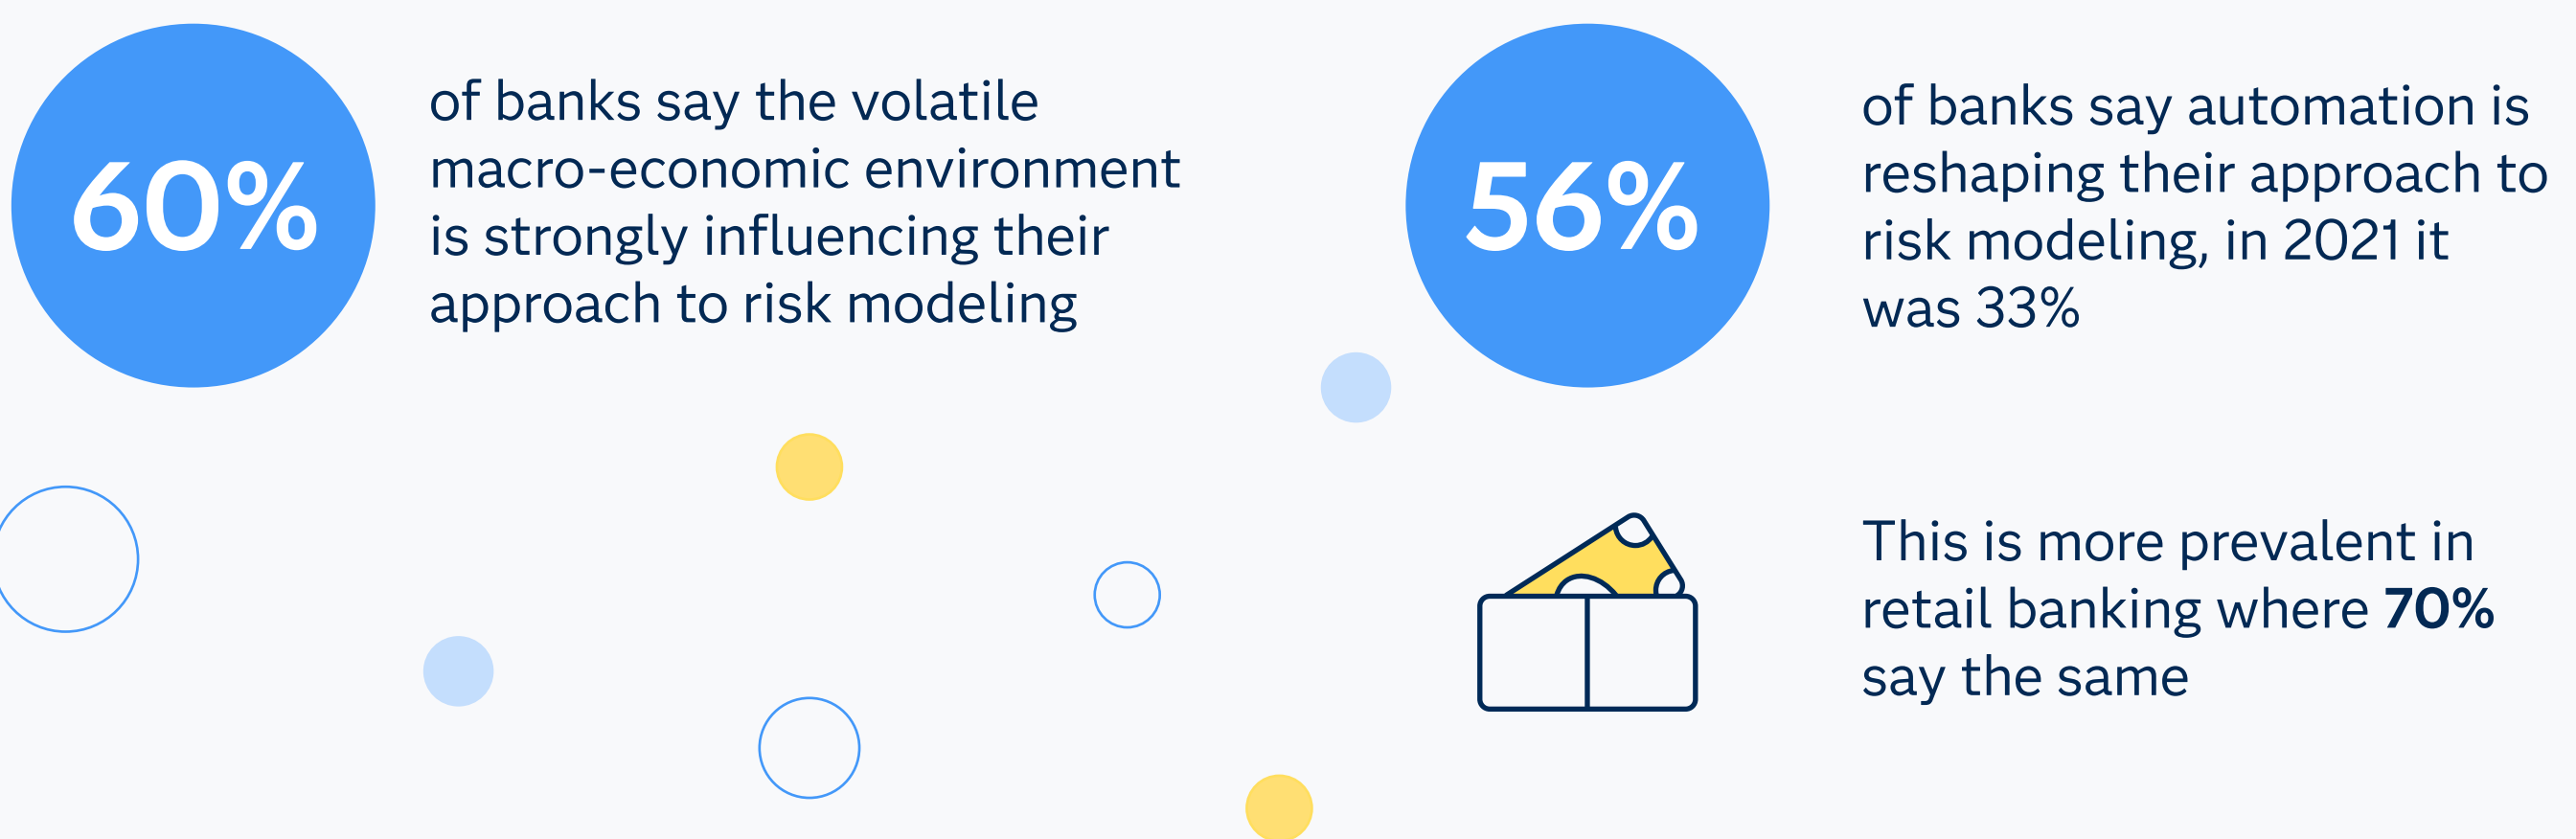 60%
of banks say the volatile
macro-economic environment
is strongly influencing their
approach to risk modeling
56%
of banks say automation is
reshaping their approach to
risk modeling, in 2021 it
was 33%
This is more prevalent in
retail banking where 70%
say the same